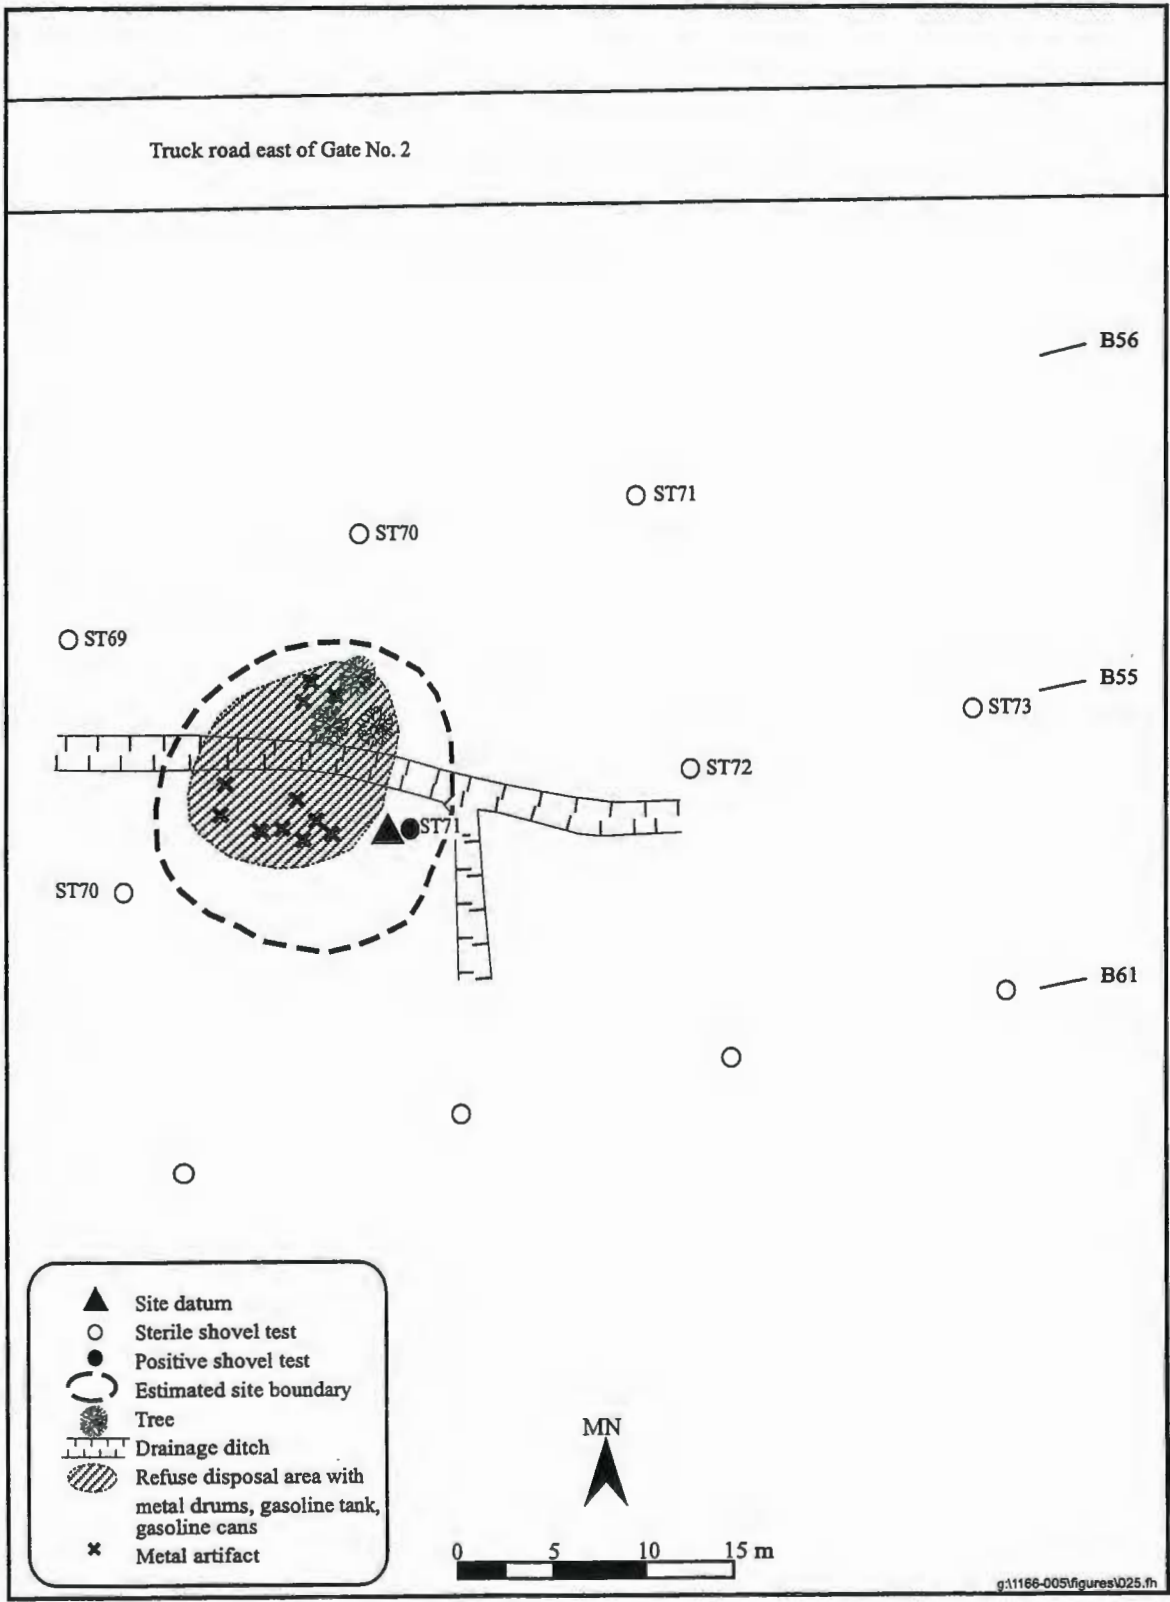 Truck road east of Gate No. 2
B56
ST71
ST70
ST69
B55
ST73
ST72
ST71
ST70
B61
Site datum
Sterile shovel test
Positive shovel test
Estimated site boundary
Tree
Drainage ditch
Refuse disposal area with
metal drums, gasoline tank,
gasoline cans
Metal artifact
MN
0 5 10 15 m
g:\1166-005\figures\025.fh